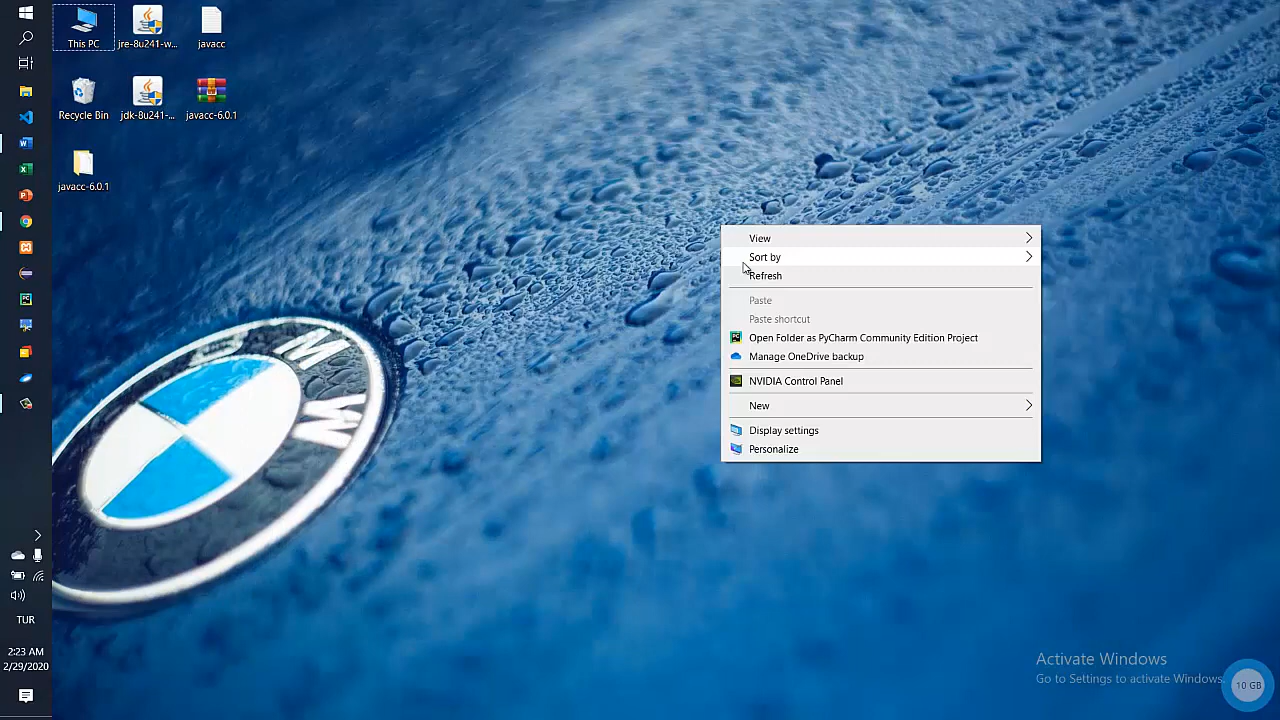 This PC
jre-8u241-w...
javacc
Recycle Bin
jdk-8u241-...
javacc-6.0.1
javacc-6.0.1
View
Sort by
Refresh
Paste
Paste shortcut
Open Folder as PyCharm Community Edition Project
Manage OneDrive backup
NVIDIA Control Panel
New
Display settings
Personalize
BMW
TUR
2:23 AM
2/29/2020
Activate Windows
Go to Settings to activate Windows.
10 GB